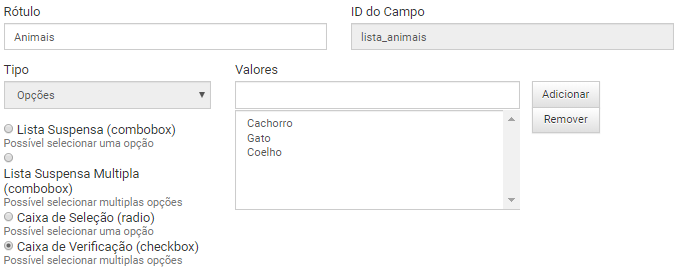 Rótulo
ID do Campo
Animais
lista_animais
Tipo
Valores
Opções
Adicionar
Remover
Cachorro
Gato
Coelho
Lista Suspensa (combobox)
Possível selecionar uma opção
Lista Suspensa Multipla
(combobox)
Possível selecionar multiplas opções
Caixa de Seleção (radio)
Possível selecionar uma opção
Caixa de Verificação (checkbox)
Possível selecionar multiplas opções